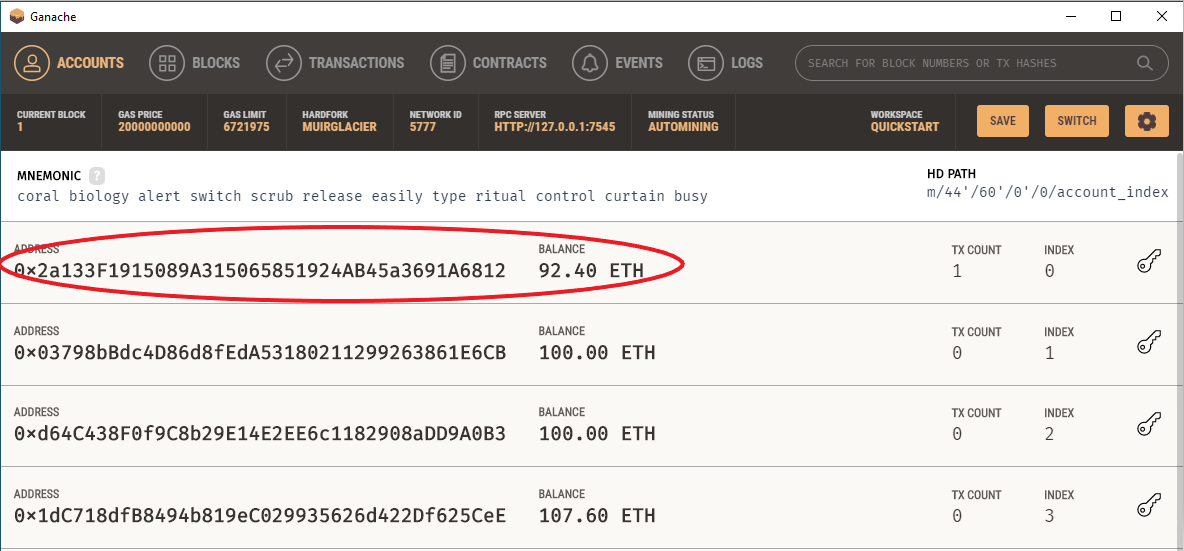 Ganache
ACCOUNTS BLOCKS TRANSACTIONS CONTRACTS EVENTS LOGS SEARCH FOR BLOCK NUMBERS OR TX HASHES
CURRENT BLOCK GAS PRICE GAS LIMIT HARDFORK NETWORK ID RPC SERVER MINING STATUS WORKSPACE
1 20000000000 6721975 MUIRGLACIER 5777 HTTP://127.0.0.1:7545 AUTOMINING QUICKSTART SAVE SWITCH
MNEMONIC ? HD PATH
coral biology alert switch scrub release easily type ritual control curtain busy m/44'/60'/0'/0/account_index
ADDRESS BALANCE TX COUNT INDEX
0×2a133F1915089A315065851924AB45a3691A6812 92.40 ETH 1 0
ADDRESS BALANCE TX COUNT INDEX
0×03798bBdc4D86d8fEdA53180211299263861E6CB 100.00 ETH 0 1
ADDRESS BALANCE TX COUNT INDEX
0×d64C438F0f9C8b29E14E2EE6c1182908aDD9A0B3 100.00 ETH 0 2
ADDRESS BALANCE TX COUNT INDEX
0×1dC718dfB8494b819eC029935626d422Df625CeE 107.60 ETH 0 3